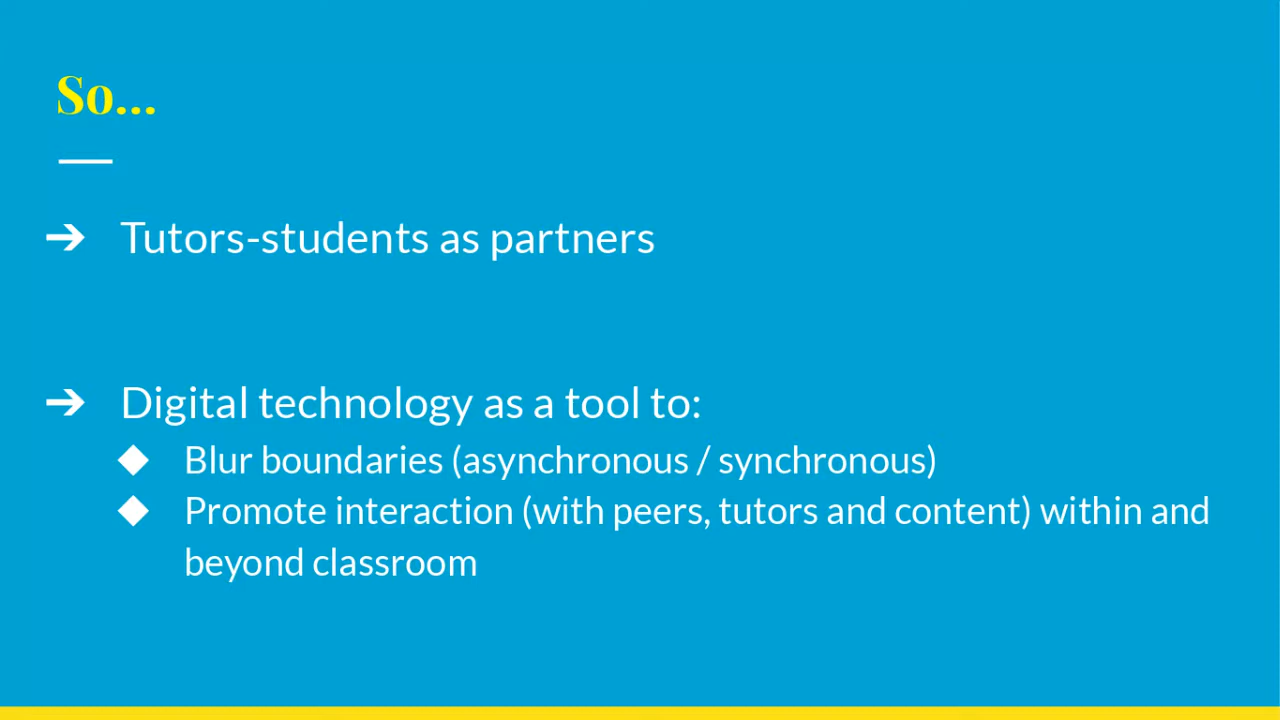 So...
➔ Tutors-students as partners
➔ Digital technology as a tool to:
◆ Blur boundaries (asynchronous / synchronous)
◆ Promote interaction (with peers, tutors and content) within and
beyond classroom